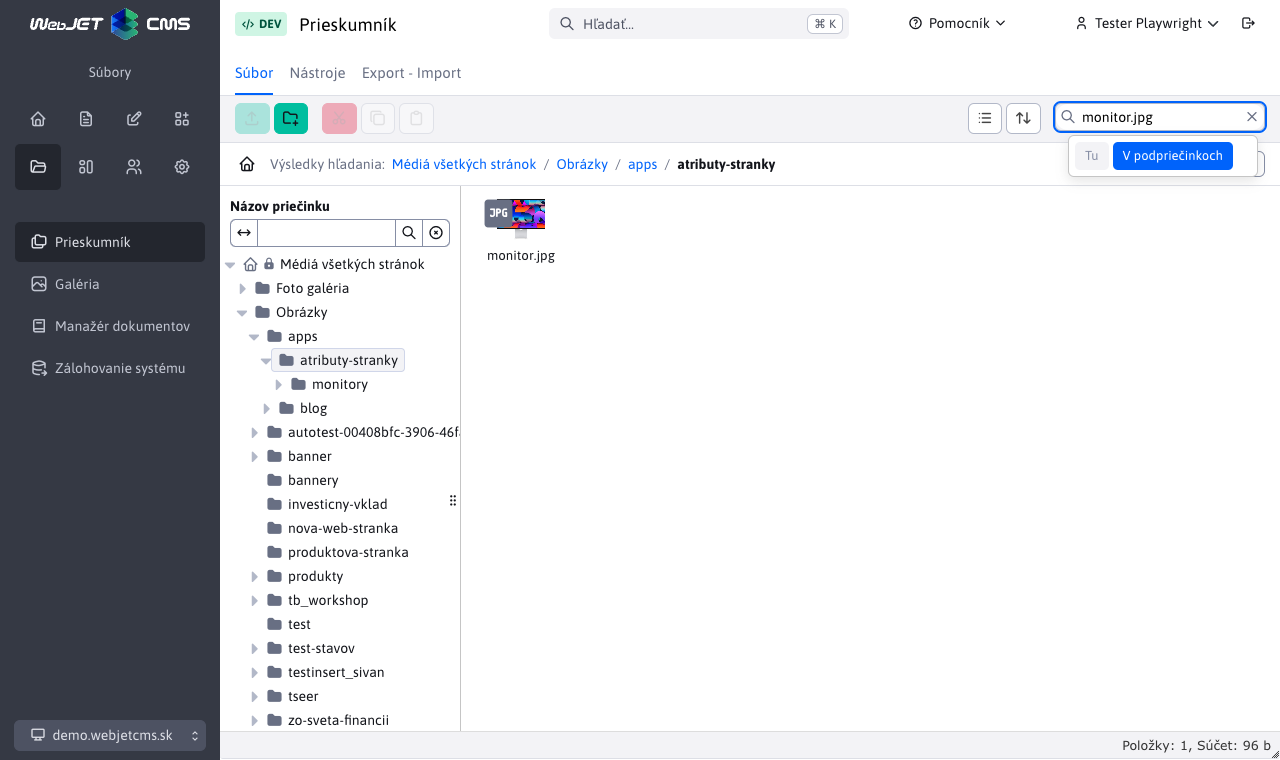 WebJET CMS
DEV Prieskumník
Hľadať... ⌘ K
Pomocník
Tester Playwright
Súbory
Súbor Nástroje Export - Import
monitor.jpg
Tu V podpriečinkoch
Výsledky hľadania: Médiá všetkých stránok / Obrázky / apps / atributy-stranky
Prieskumník
Galéria
Manažér dokumentov
Zálohovanie systému
demo.webjetcms.sk
Názov priečinku
Médiá všetkých stránok
Foto galéria
Obrázky
apps
atributy-stranky
monitory
blog
autotest-00408bfc-3906-46f
banner
bannery
investicny-vklad
nova-web-stranka
produktova-stranka
produkty
tb_workshop
test
test-stavov
testinsert_sivan
tseer
zo-sveta-financii
JPG
monitor.jpg
Položky: 1, Súčet: 96 b